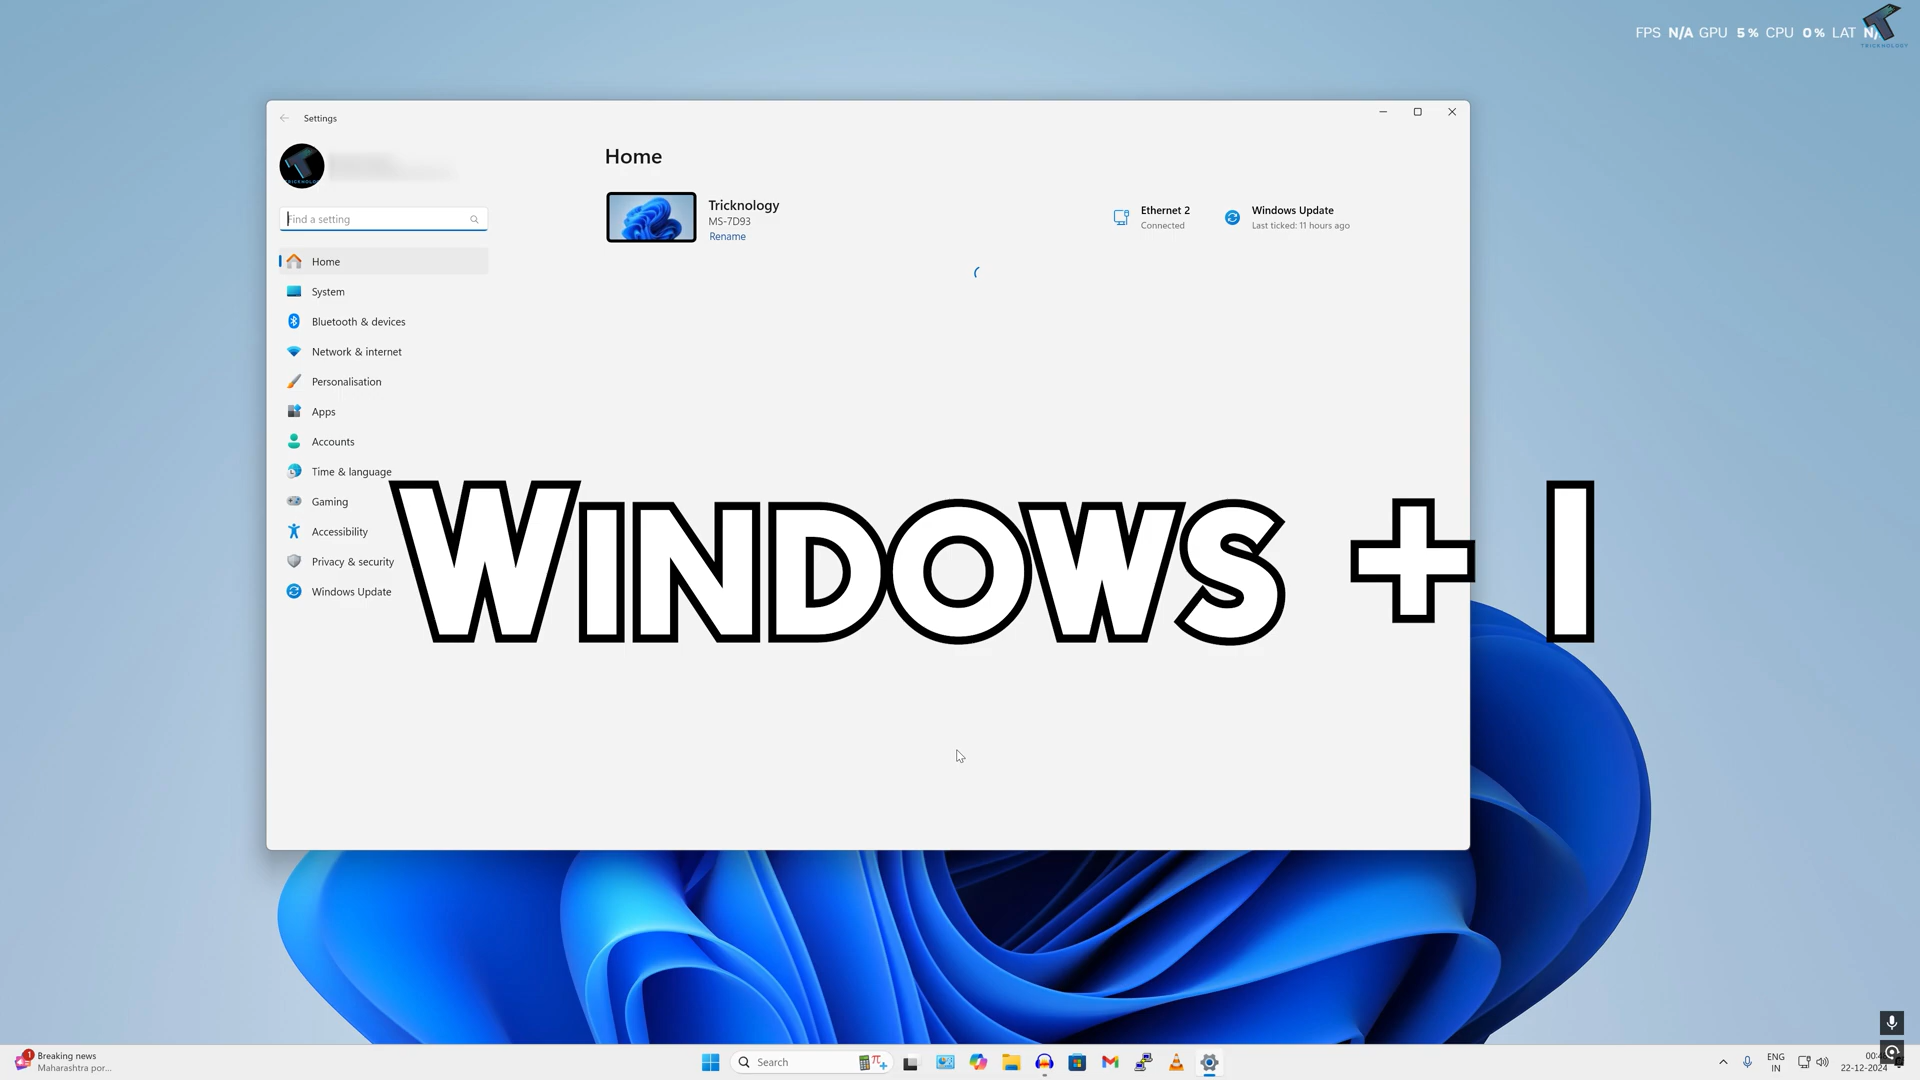 FPS N/A GPU 5% CPU 0% LAT
TRICKNOLOGY
Settings
Home
Tricknology
MS-7D93
Rename
Ethernet 2
Connected
Windows Update
Last ticked: 11 hours ago
Find a setting
Home
System
Bluetooth & devices
Network & internet
Personalisation
Apps
Accounts
Time & language
Gaming
Accessibility
Privacy & security
Windows Update
WINDOWS + I
1
Breaking news
Maharashtra por...
Search
ENG
IN
22-12-2024